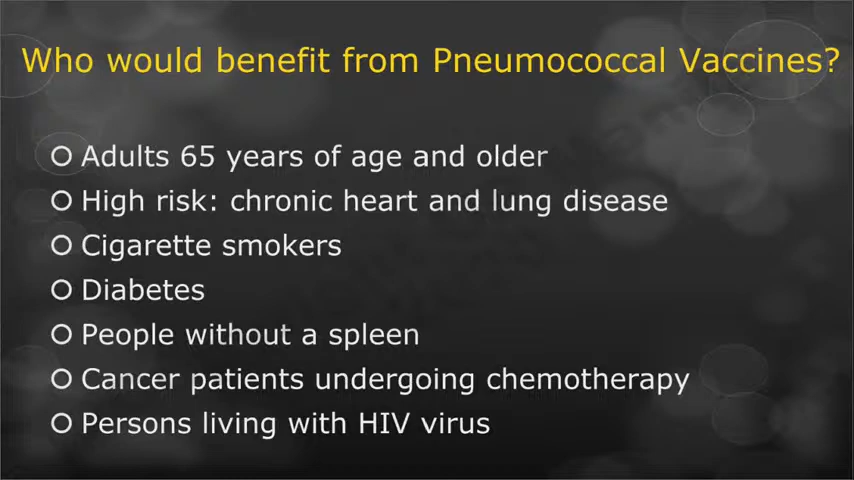 Who would benefit from Pneumococcal Vaccines?
Adults 65 years of age and older
High risk: chronic heart and lung disease
Cigarette smokers
Diabetes
People without a spleen
Cancer patients undergoing chemotherapy
Persons living with HIV virus